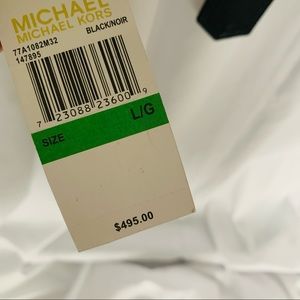 MICHAEL
MICHAEL KORS
77A1082M32
BLACK/NOIR
147895
7 23088 23600 9
SIZE
L/G
$495.00